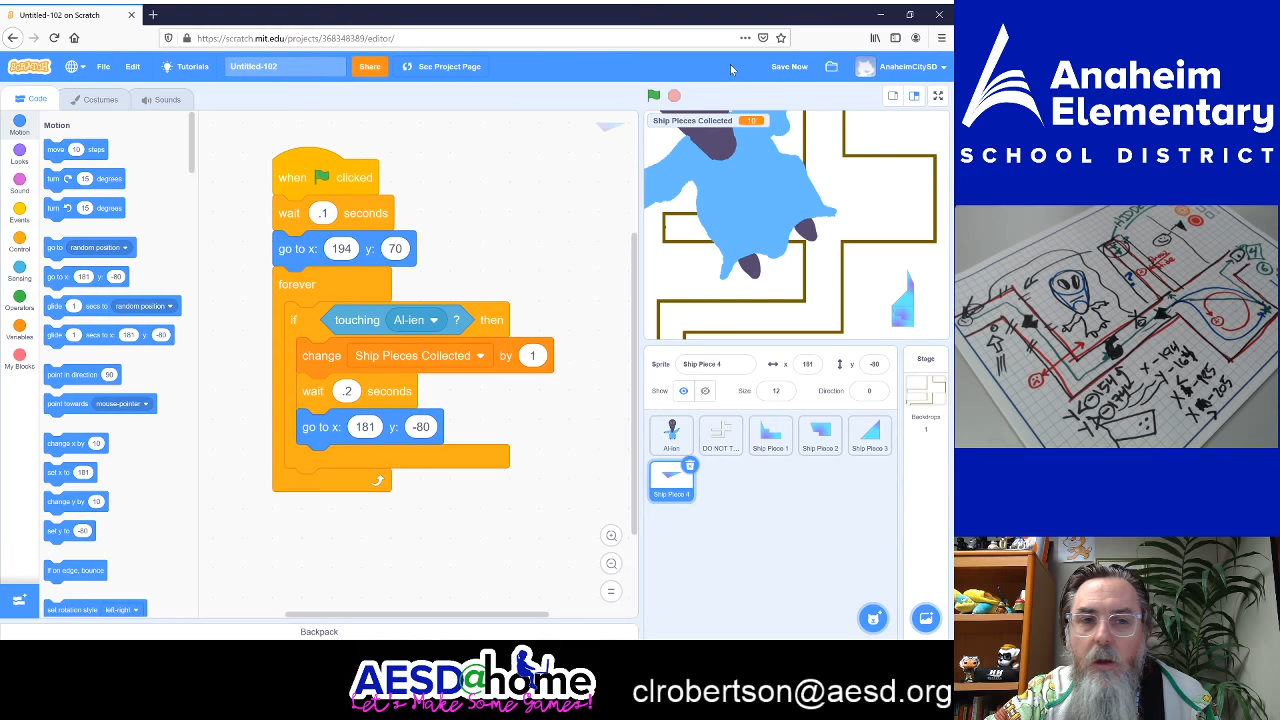 Untitled-102 on Scratch
https://scratch.mit.edu/projects/368348389/editor/
SCRATCH
File
Edit
Tutorials
Untitled-102
Share
See Project Page
Save Now
AnaheimCitySD
Code
Costumes
Sounds
Motion
Looks
Sound
Events
Control
Sensing
Operators
Variables
My Blocks
Motion
move 10 steps
turn 15 degrees
turn 15 degrees
go to random position
go to x: 181 y: -80
glide 1 secs to random position
glide 1 secs to x: 181 y: -80
point in direction 90
point towards mouse-pointer
change x by 10
set x to 181
change y by 10
set y to -80
if on edge, bounce
set rotation style left-right
when clicked
wait .1 seconds
go to x: 194 y: 70
forever
if touching Al-ien ? then
change Ship Pieces Collected by 1
wait .2 seconds
go to x: 181 y: -80
Backpack
Ship Pieces Collected 10
Sprite Ship Piece 4 x 181 y -80
Show Size 12 Direction 0
Al-ien
DO NOT T...
Ship Piece 1
Ship Piece 2
Ship Piece 3
Ship Piece 4
Stage
Backdrops
1
Anaheim
Elementary
SCHOOL DISTRICT
HIDDEN
AESD@home
Let's Make Some Games!
clrobertson@aesd.org